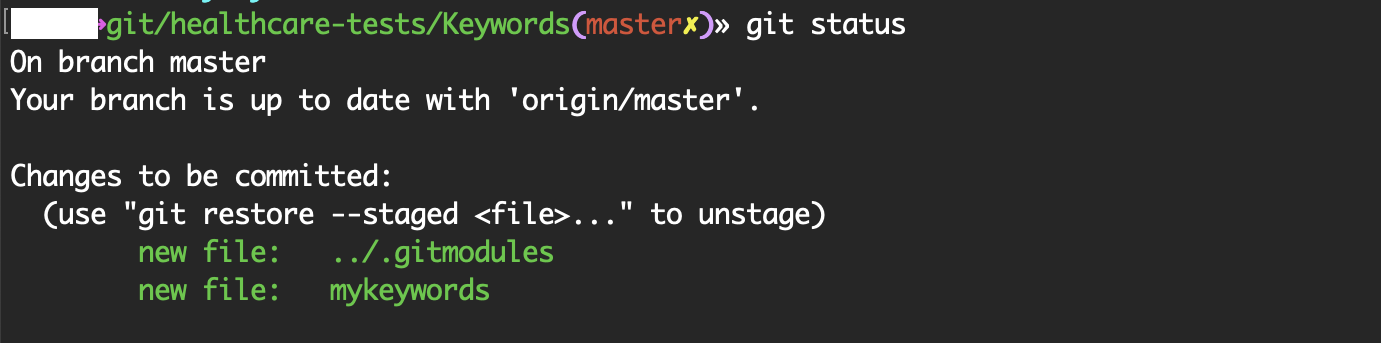 →git/healthcare-tests/Keywords(master✗)» git status
On branch master
Your branch is up to date with 'origin/master'.
Changes to be committed:
(use "git restore --staged <file>..." to unstage)
new file: ../.gitmodules
new file: mykeywords